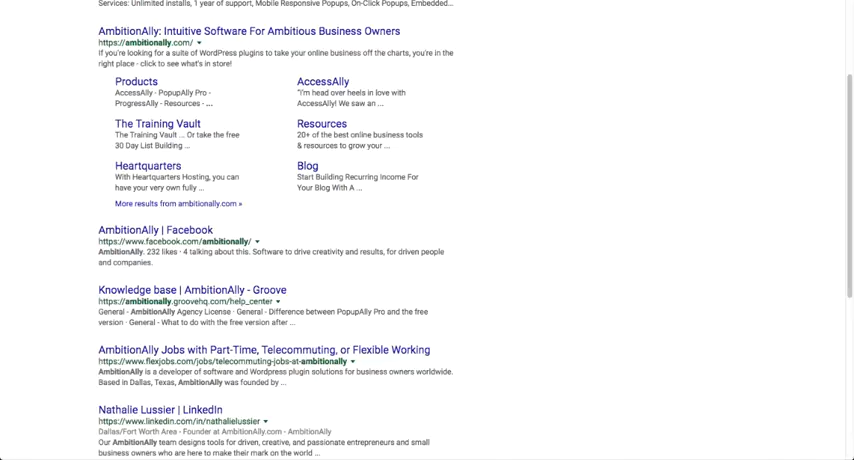 Services: Unlimited installs, 1 year of support, Mobile Responsive Popups, On-Click Popups, Embedded...
AmbitionAlly: Intuitive Software For Ambitious Business Owners
https://ambitionally.com/
If you're looking for a suite of WordPress plugins to take your online business off the charts, you're in the
right place - click to see what's in store!
Products
AccessAlly - PopupAlly Pro -
ProgressAlly - Resources - ...
AccessAlly
"I'm head over heels in love with
AccessAlly! We saw an ...
The Training Vault
The Training Vault ... Or take the free
30 Day List Building ...
Resources
20+ of the best online business tools
& resources to grow your ...
Heartquarters
With Heartquarters Hosting, you can
have your very own fully ...
Blog
Start Building Recurring Income For
Your Blog With A ...
More results from ambitionally.com »
AmbitionAlly | Facebook
https://www.facebook.com/ambitionally/
AmbitionAlly. 232 likes · 4 talking about this. Software to drive creativity and results, for driven people
and companies.
Knowledge base | AmbitionAlly - Groove
https://ambitionally.groovehq.com/help_center
General - AmbitionAlly Agency License · General - Difference between PopupAlly Pro and the free
version · General - What to do with the free version after ...
AmbitionAlly Jobs with Part-Time, Telecommuting, or Flexible Working
https://www.flexjobs.com/jobs/telecommuting-jobs-at-ambitionally
AmbitionAlly is a developer of software and Wordpress plugin solutions for business owners worldwide.
Based in Dallas, Texas, AmbitionAlly was founded by ...
Nathalie Lussier | LinkedIn
https://www.linkedin.com/in/nathalielussier
Dallas/Fort Worth Area - Founder at AmbitionAlly.com - AmbitionAlly
Our AmbitionAlly team designs tools for driven, creative, and passionate entrepreneurs and small
business owners who are here to make their mark on the world ...